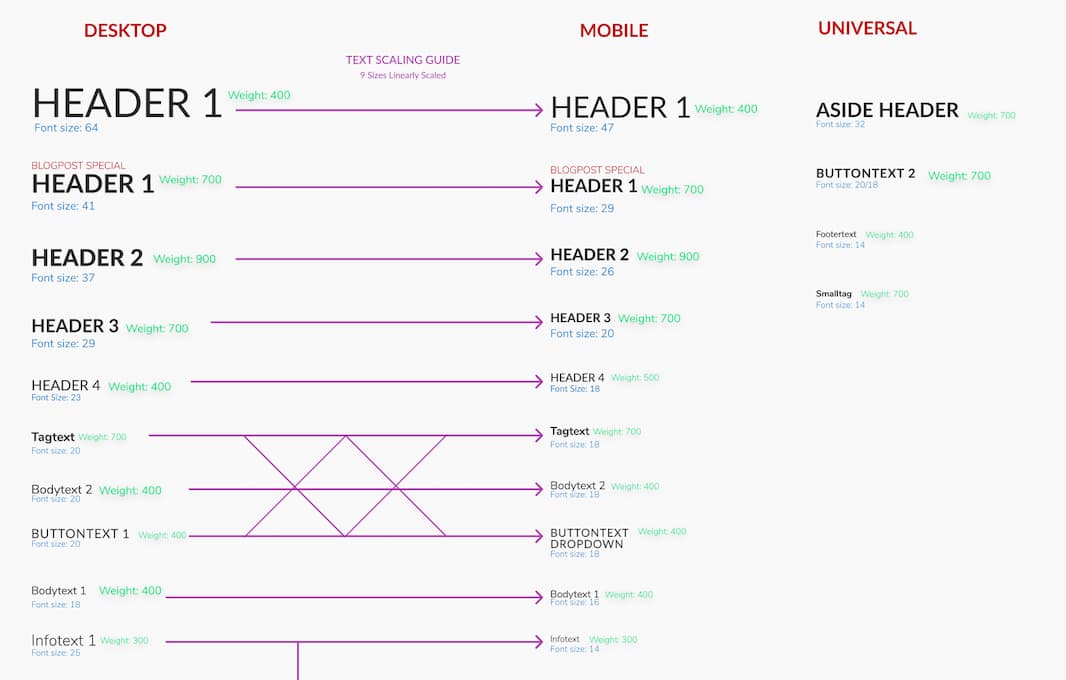 DESKTOP
MOBILE
UNIVERSAL
TEXT SCALING GUIDE
9 Sizes Linearly Scaled
HEADER 1 Weight: 400
Font size: 64
HEADER 1 Weight: 400
Font size: 47
ASIDE HEADER Weight: 700
Font size: 32
BLOGPOST SPECIAL
HEADER 1 Weight: 700
Font size: 41
BLOGPOST SPECIAL
HEADER 1 Weight: 700
Font size: 29
BUTTONTEXT 2 Weight: 700
Font size: 20/18
HEADER 2 Weight: 900
Font size: 37
HEADER 2 Weight: 900
Font size: 26
Footertext Weight: 400
Font size: 14
HEADER 3 Weight: 700
Font size: 29
HEADER 3 Weight: 700
Font size: 20
Smalltag Weight: 700
Font size: 14
HEADER 4 Weight: 400
Font Size: 23
HEADER 4 Weight: 500
Font Size: 18
Tagtext Weight: 700
Font size: 20
Tagtext Weight: 700
Font size: 18
Bodytext 2 Weight: 400
Font size: 20
Bodytext 2 Weight: 400
Font size: 18
BUTTONTEXT 1 Weight: 400
Font size: 20
BUTTONTEXT Weight: 400
DROPDOWN
Font size: 18
Bodytext 1 Weight: 400
Font size: 18
Bodytext 1 Weight: 400
Font size: 16
Infotext 1 Weight: 300
Font size: 25
Infotext Weight: 300
Font size: 14